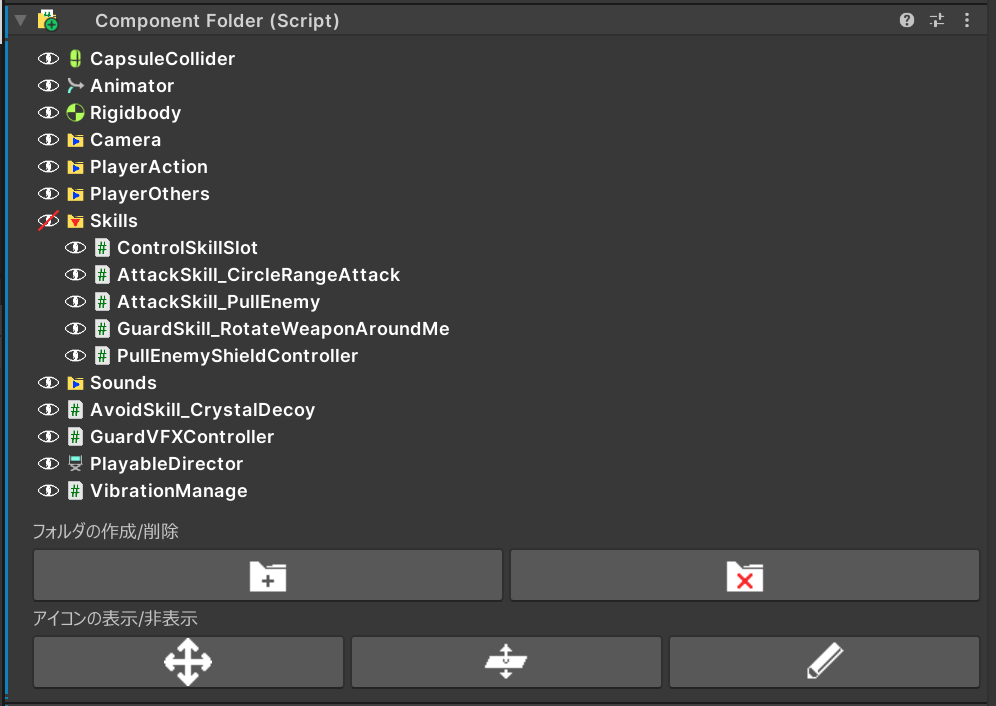 Component Folder (Script)
CapsuleCollider
Animator
Rigidbody
Camera
PlayerAction
PlayerOthers
Skills
ControlSkillSlot
AttackSkill_CircleRangeAttack
AttackSkill_PullEnemy
GuardSkill_RotateWeaponAroundMe
PullEnemyShieldController
Sounds
AvoidSkill_CrystalDecoy
GuardVFXController
PlayableDirector
VibrationManage
フォルダの作成/削除
アイコンの表示/非表示